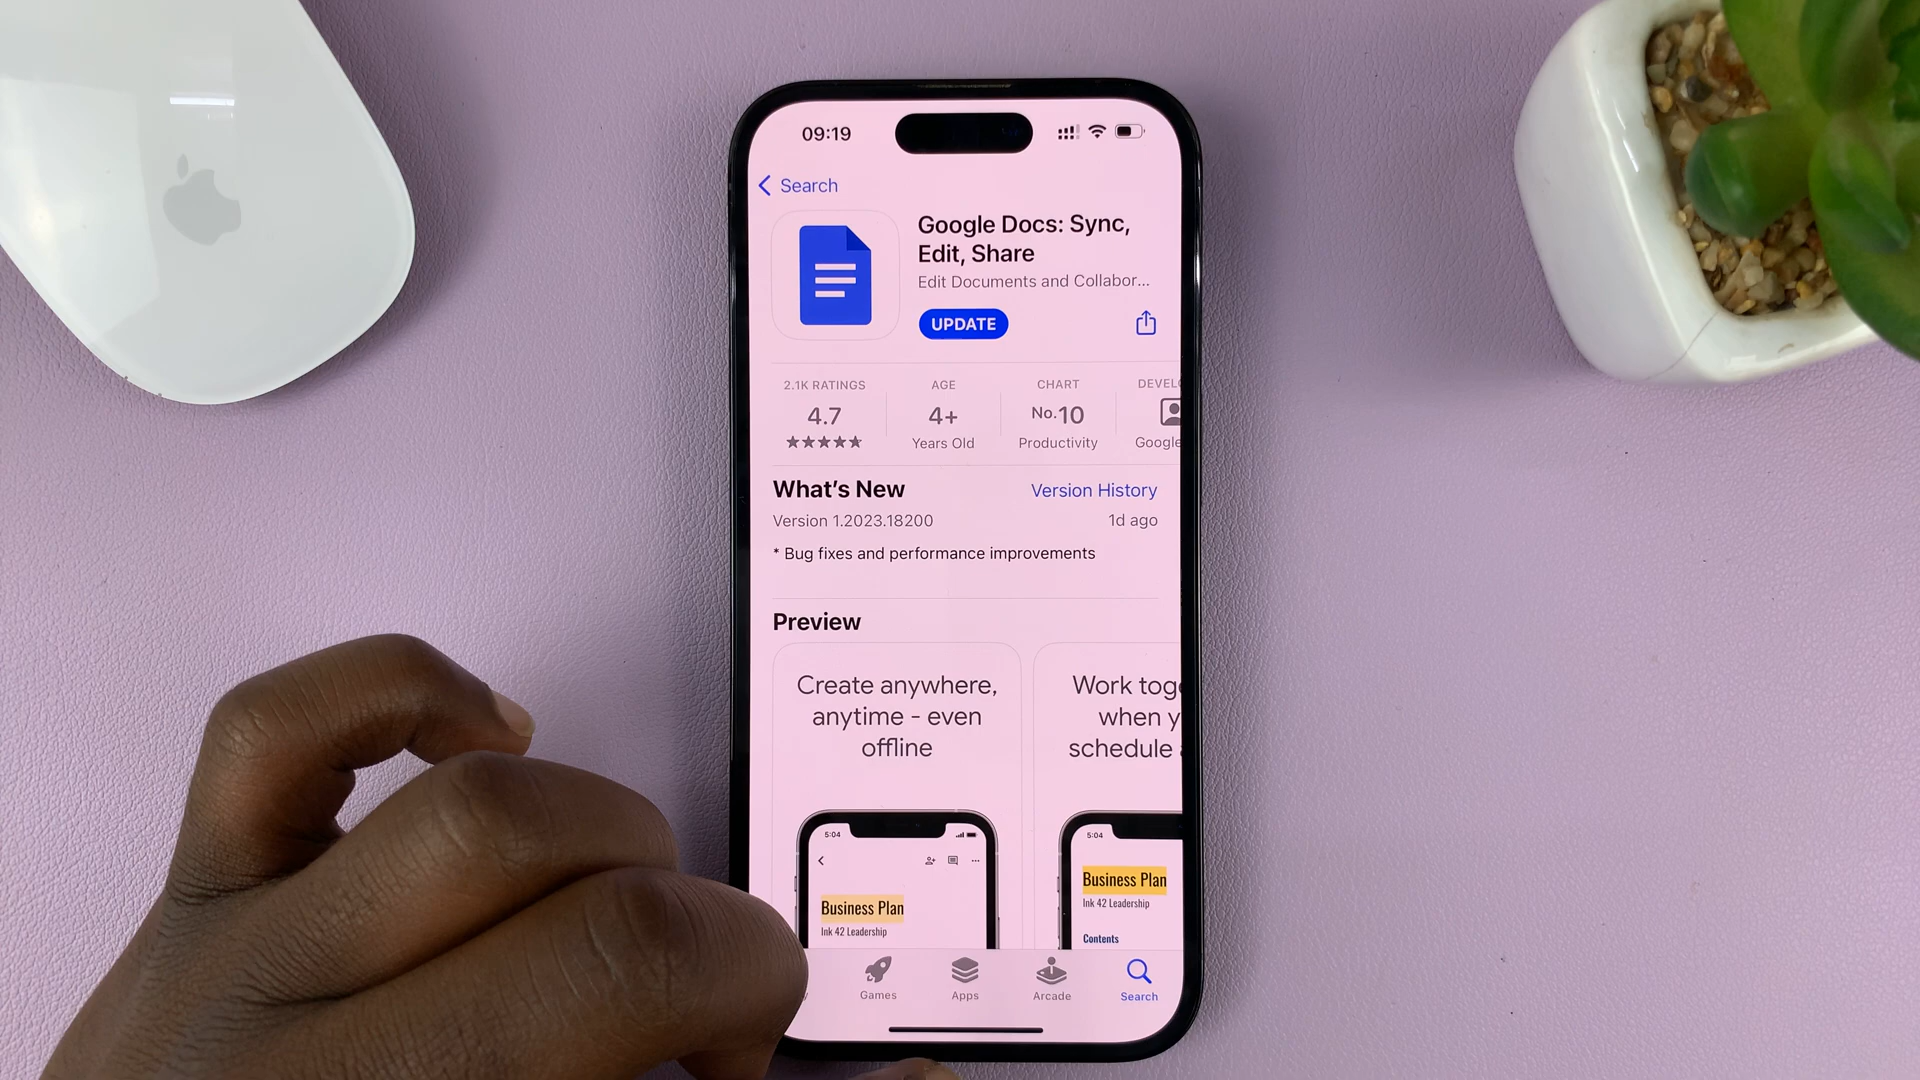 09:19
Search
Google Docs: Sync,
Edit, Share
Edit Documents and Collabor...
UPDATE
2.1K RATINGS
4.7
AGE
4+
Years Old
CHART
No.10
Productivity
DEVEL
Google
What's New
Version History
Version 1.2023.18200
1d ago
* Bug fixes and performance improvements
Preview
Create anywhere,
anytime - even
offline
5:04
Business Plan
Ink 42 Leadership
Work tog
when y
schedule
5:04
Business Plan
Ink 42 Leadership
Contents
Games
Apps
Arcade
Search